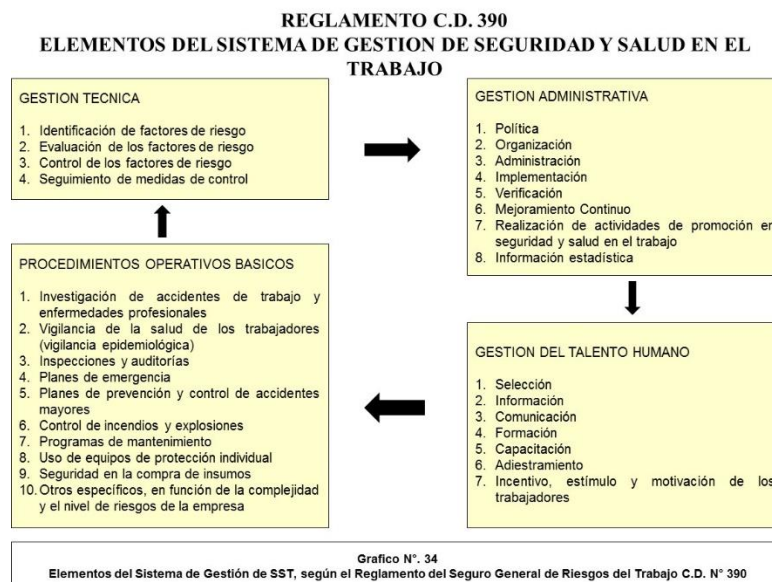 REGLAMENTO C.D. 390
ELEMENTOS DEL SISTEMA DE GESTION DE SEGURIDAD Y SALUD EN EL
TRABAJO
GESTION TECNICA
1. Identificación de factores de riesgo
2. Evaluación de los factores de riesgo
3. Control de los factores de riesgo
4. Seguimiento de medidas de control
GESTION ADMINISTRATIVA
1. Política
2. Organización
3. Administración
4. Implementación
5. Verificación
6. Mejoramiento Continuo
7. Realización de actividades de promoción en
seguridad y salud en el trabajo
8. Información estadística
PROCEDIMIENTOS OPERATIVOS BASICOS
1. Investigación de accidentes de trabajo y
enfermedades profesionales
2. Vigilancia de la salud de los trabajadores
(vigilancia epidemiológica)
3. Inspecciones y auditorías
4. Planes de emergencia
5. Planes de prevención y control de accidentes
mayores
6. Control de incendios y explosiones
7. Programas de mantenimiento
8. Uso de equipos de protección individual
9. Seguridad en la compra de insumos
10. Otros específicos, en función de la complejidad
y el nivel de riesgos de la empresa
GESTION DEL TALENTO HUMANO
1. Selección
2. Información
3. Comunicación
4. Formación
5. Capacitación
6. Adiestramiento
7. Incentivo, estímulo y motivación de los
trabajadores
Grafico N°. 34
Elementos del Sistema de Gestión de SST, según el Reglamento del Seguro General de Riesgos del Trabajo C.D. N° 390